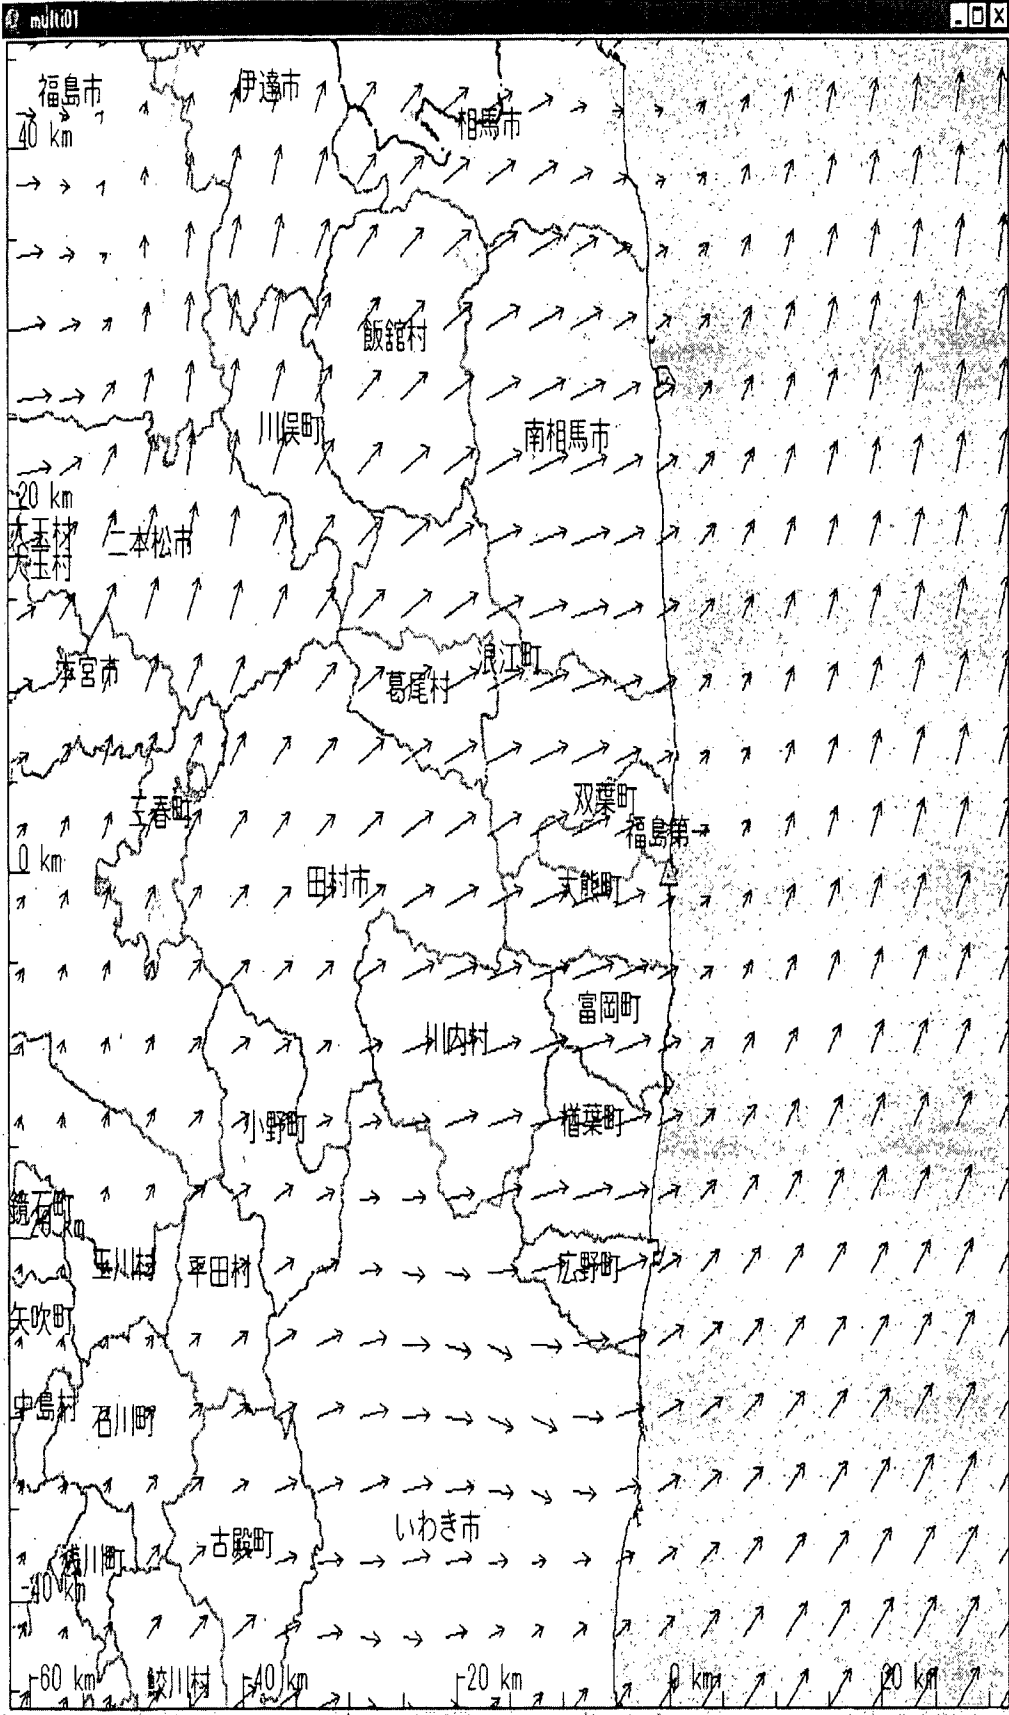 multi01
福島市
伊達市
相馬市
40 km
飯舘村
川俣町
南相馬市
20 km
大玉村
大玉村
二本松市
本宮市
葛尾村
浪江町
三春町
双葉町
福島第一
0 km
田村市
大熊町
富岡町
川内村
小野町
楢葉町
鏡石町
-20 km
玉川村
平田村
広野町
矢吹町
中島村
石川町
いわき市
古殿町
浅川町
-40 km
-60 km
鮫川村
-40 km
-20 km
0 km
20 km